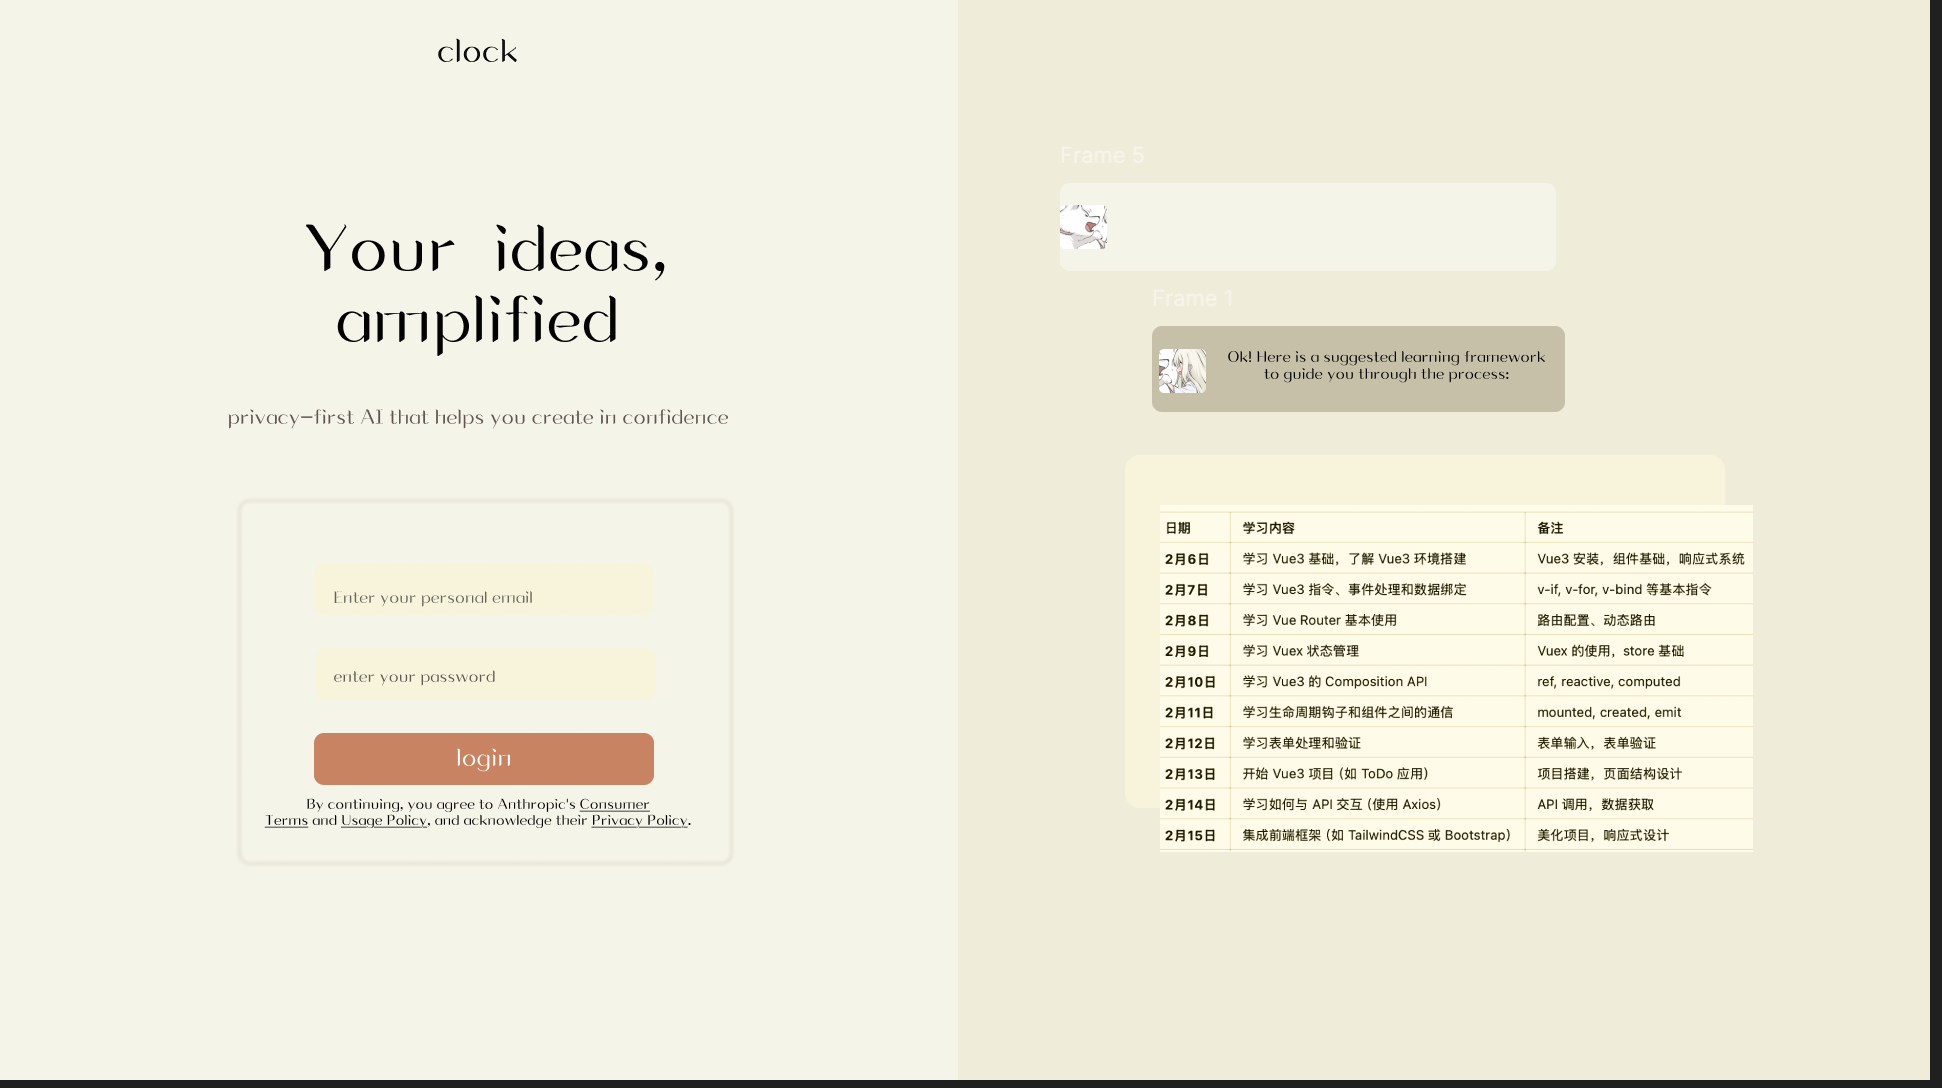 clock
Your ideas,
amplified
privacy-first AI that helps you create in confidence
Enter your personal email
enter your password
login
By continuing, you agree to Anthropic's Consumer
Terms and Usage Policy, and acknowledge their Privacy Policy.
Frame 5
Frame 1
Ok! Here is a suggested learning framework
to guide you through the process:
日期 学习内容 备注
2月6日 学习 Vue3 基础，了解 Vue3 环境搭建 Vue3 安装，组件基础，响应式系统
2月7日 学习 Vue3 指令、事件处理和数据绑定 v-if, v-for, v-bind 等基本指令
2月8日 学习 Vue Router 基本使用 路由配置、动态路由
2月9日 学习 Vuex 状态管理 Vuex 的使用，store 基础
2月10日 学习 Vue3 的 Composition API ref, reactive, computed
2月11日 学习生命周期钩子和组件之间的通信 mounted, created, emit
2月12日 学习表单处理和验证 表单输入，表单验证
2月13日 开始 Vue3 项目（如 ToDo 应用） 项目搭建，页面结构设计
2月14日 学习如何与 API 交互（使用 Axios） API 调用，数据获取
2月15日 集成前端框架（如 TailwindCSS 或 Bootstrap） 美化项目，响应式设计